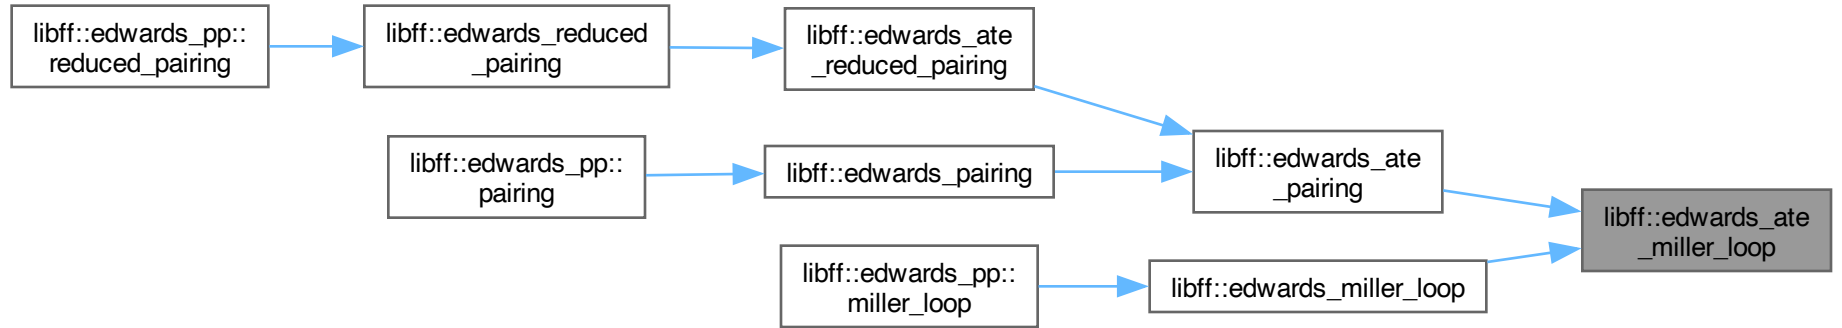 libff::edwards_pp::
reduced_pairing
libff::edwards_reduced
_pairing
libff::edwards_ate
_reduced_pairing
libff::edwards_pp::
pairing
libff::edwards_pairing
libff::edwards_ate
_pairing
libff::edwards_ate
_miller_loop
libff::edwards_pp::
miller_loop
libff::edwards_miller_loop